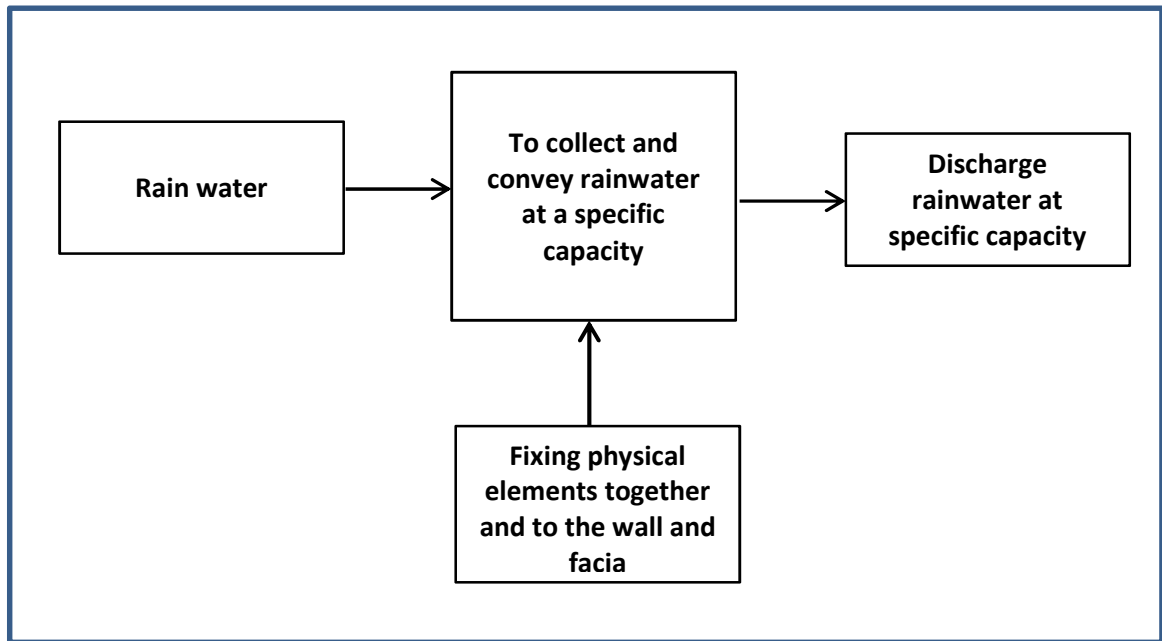 Rain water
To collect and
convey rainwater
at a specific
capacity
Discharge
rainwater at
specific capacity
Fixing physical
elements together
and to the wall and
facia